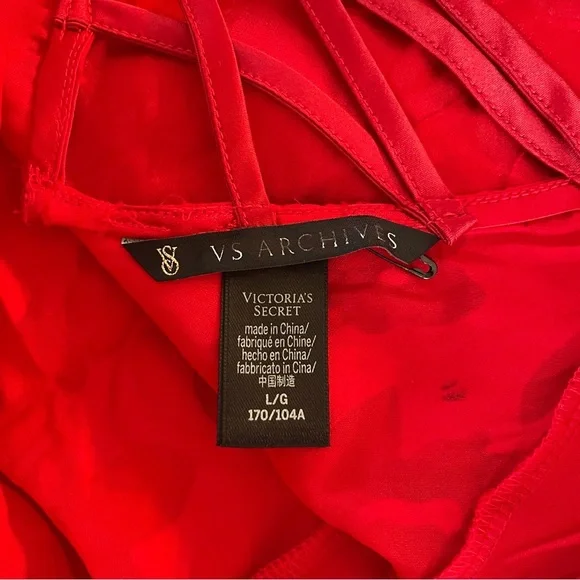 VS VS ARCHIVES
VICTORIA'S
SECRET
made in China/
fabriqué en Chine/
hecho en China/
fabbricato in Cina/
中国制造
L/G
170/104A